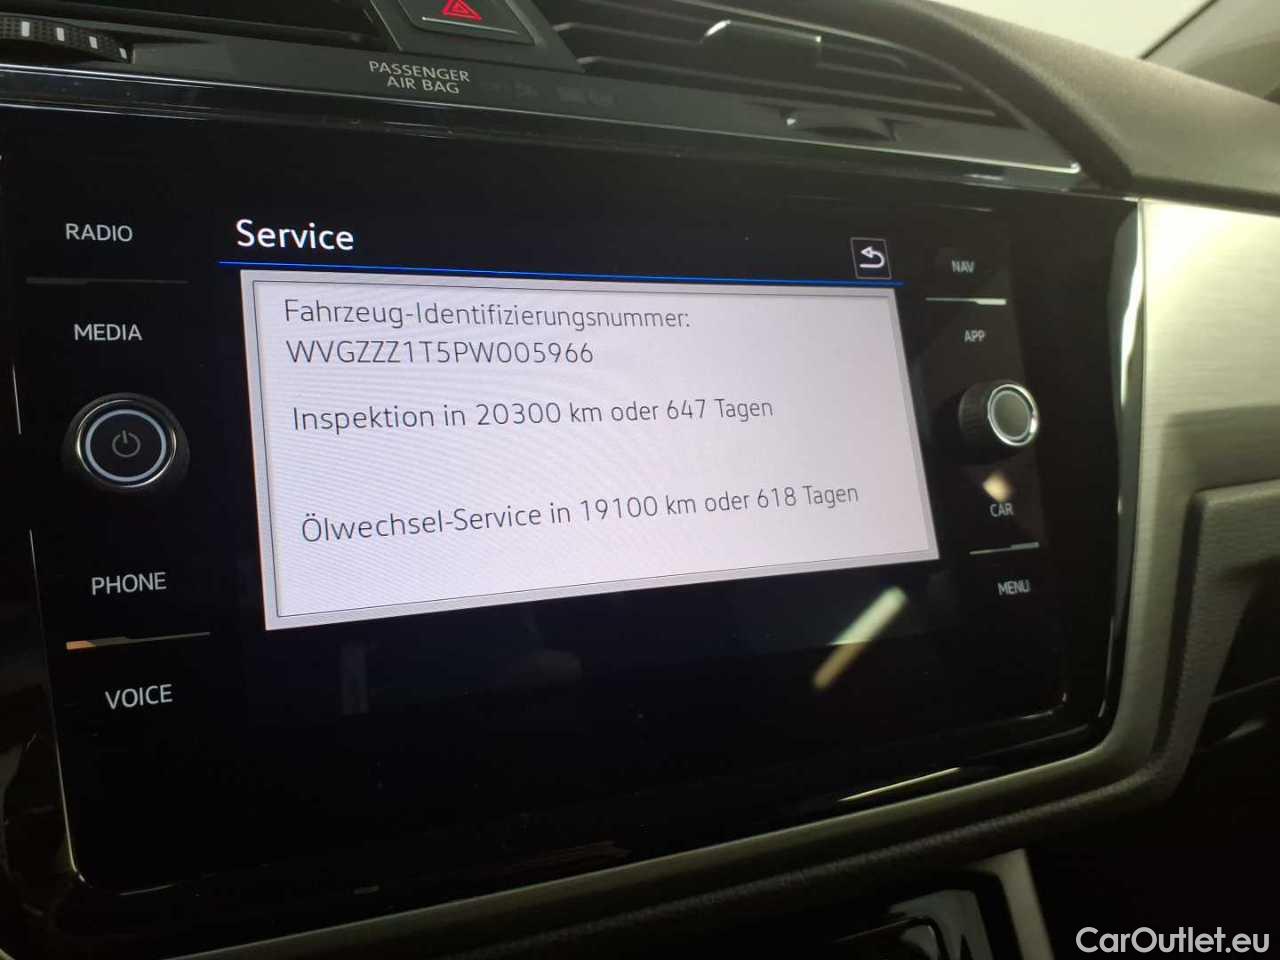 PASSENGER
AIR BAG
RADIO
MEDIA
PHONE
VOICE
Service
Fahrzeug-Identifizierungsnummer:
WVGZZZ1T5PW005966
Inspektion in 20300 km oder 647 Tagen
Ölwechsel-Service in 19100 km oder 618 Tagen
NAV
APP
CAR
MENU
CarOutlet.eu